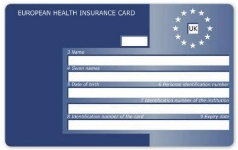 EUROPEAN HEALTH INSURANCE CARD
UK
3 Name
4 Given names
5 Date of birth
6 Personal identification number
7 Identification number of the institution
8 Identification number of the card
9 Expiry date